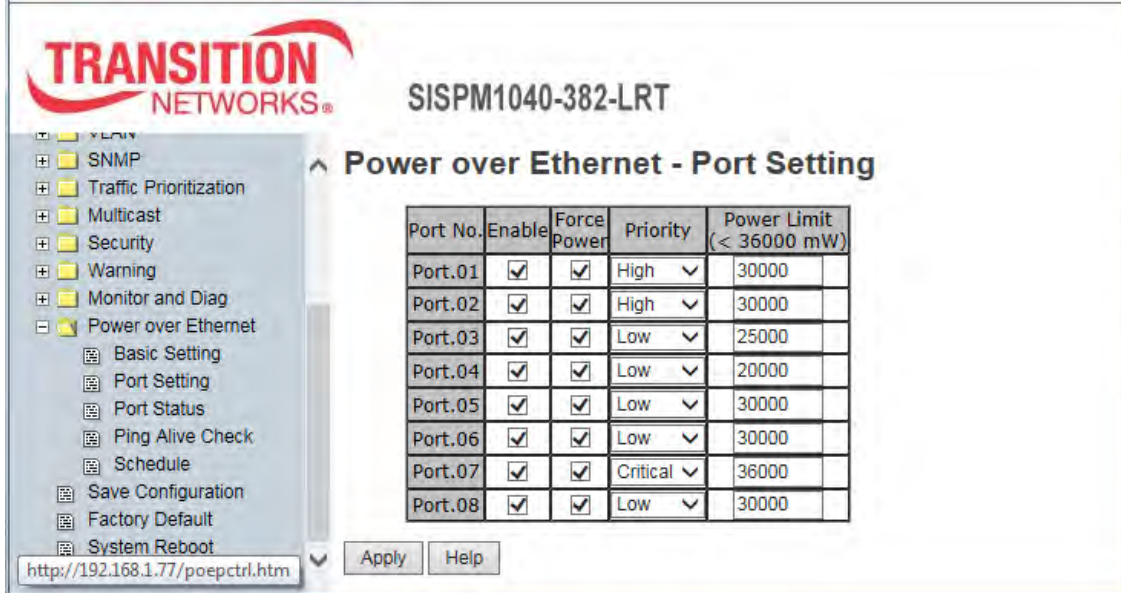 TRANSITION
NETWORKS®
SISPM1040-382-LRT
VLAN
SNMP
Traffic Prioritization
Multicast
Security
Warning
Monitor and Diag
Power over Ethernet
Basic Setting
Port Setting
Port Status
Ping Alive Check
Schedule
Save Configuration
Factory Default
System Reboot
http://192.168.1.77/poepctrl.htm
Power over Ethernet - Port Setting
Port No. Enable Force Power Priority Power Limit (< 36000 mW)
Port.01 High 30000
Port.02 High 30000
Port.03 Low 25000
Port.04 Low 20000
Port.05 Low 30000
Port.06 Low 30000
Port.07 Critical 36000
Port.08 Low 30000
Apply Help